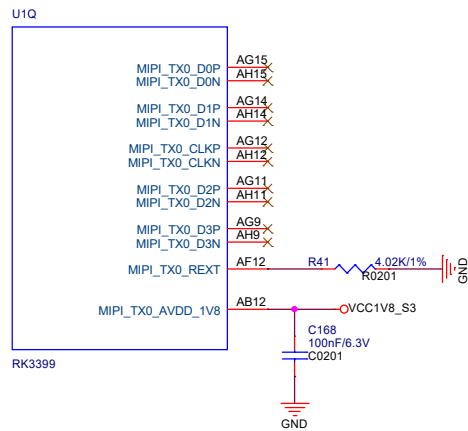 U1Q
MIPI_TX0_D0P AG15
MIPI_TX0_D0N AH15
MIPI_TX0_D1P AG14
MIPI_TX0_D1N AH14
MIPI_TX0_CLKP AG12
MIPI_TX0_CLKN AH12
MIPI_TX0_D2P AG11
MIPI_TX0_D2N AH11
MIPI_TX0_D3P AG9
MIPI_TX0_D3N AH9
MIPI_TX0_REXT AF12 R41 4.02K/1% GND
R0201
MIPI_TX0_AVDD_1V8 AB12 VCC1V8_S3
C168
100nF/6.3V
C0201
RK3399
GND